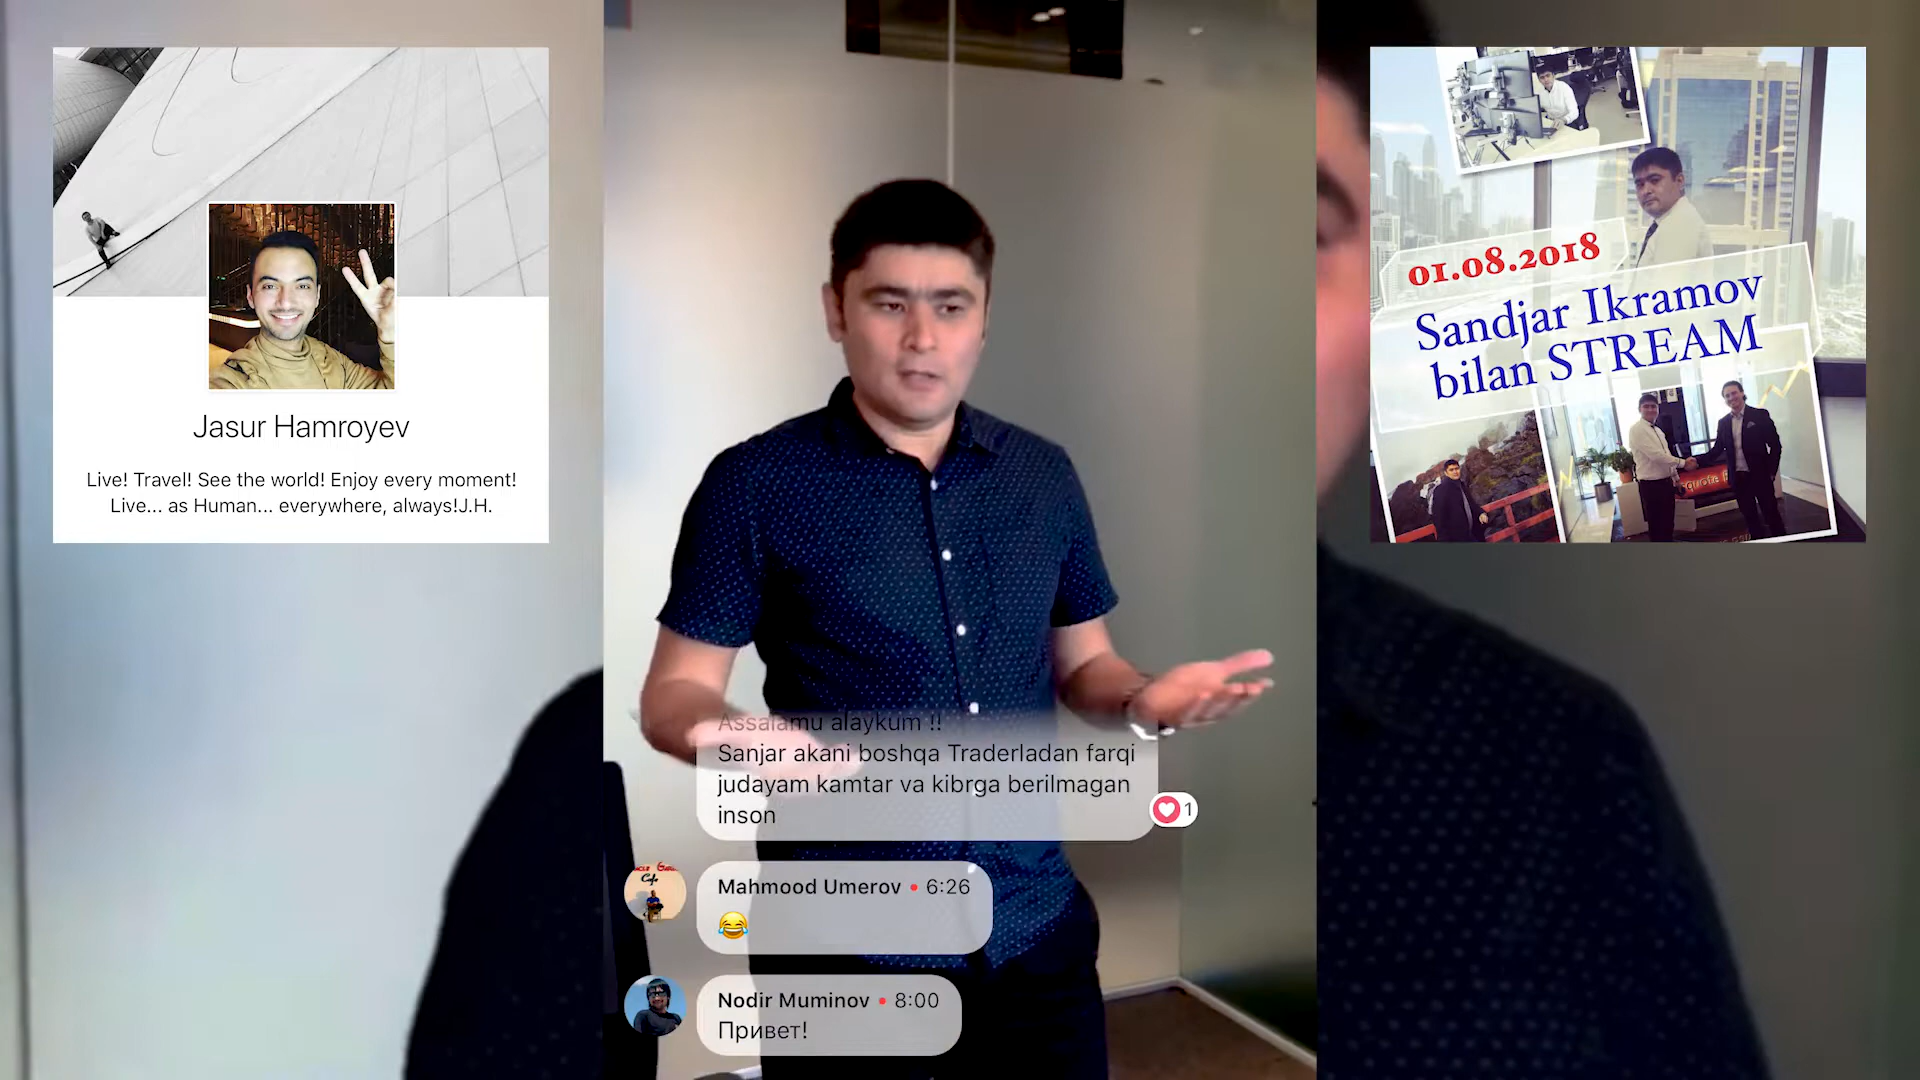 Jasur Hamroyev
Live! Travel! See the world! Enjoy every moment!
Live... as Human... everywhere, always!J.H.
Assalamu alaykum !!
Sanjar akani boshqa Traderladan farqi
judayam kamtar va kibrga berilmagan
inson
1
Mahmood Umerov • 6:26
😂
Nodir Muminov • 8:00
Привет!
01.08.2018
Sandjar Ikramov
bilan STREAM